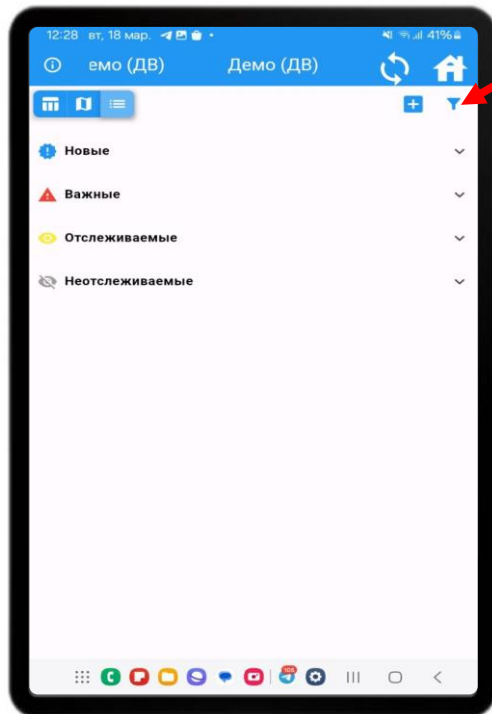 12:28 вт, 18 мар. 41%
емо (ДВ) Демо (ДВ)
Новые
Важные
Отслеживаемые
Неотслеживаемые